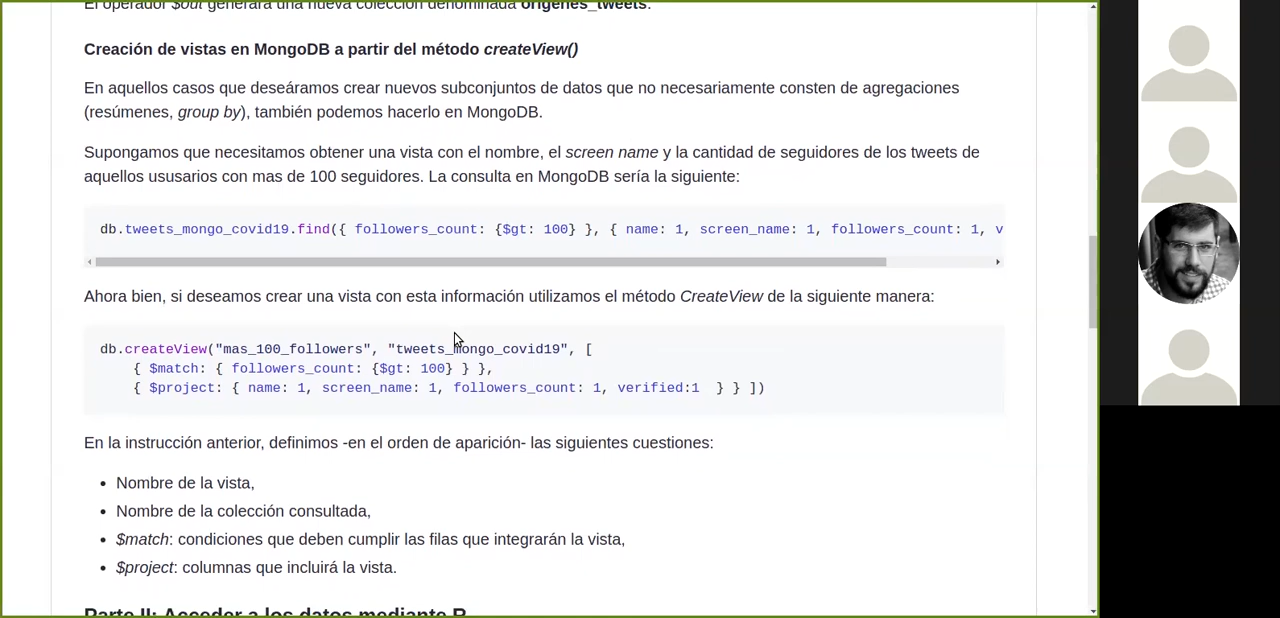 El operador $out generará una nueva colección denominada origenes_tweets.
Creación de vistas en MongoDB a partir del método createView()
En aquellos casos que deseáramos crear nuevos subconjuntos de datos que no necesariamente consten de agregaciones
(resúmenes, group by), también podemos hacerlo en MongoDB.
Supongamos que necesitamos obtener una vista con el nombre, el screen name y la cantidad de seguidores de los tweets de
aquellos ususarios con mas de 100 seguidores. La consulta en MongoDB sería la siguiente:
db.tweets_mongo_covid19.find({ followers_count: {$gt: 100} }, { name: 1, screen_name: 1, followers_count: 1, v
Ahora bien, si deseamos crear una vista con esta información utilizamos el método CreateView de la siguiente manera:
db.createView("mas_100_followers", "tweets_mongo_covid19", [
{ $match: { followers_count: {$gt: 100} } },
{ $project: { name: 1, screen_name: 1, followers_count: 1, verified:1 } } ])
En la instrucción anterior, definimos -en el orden de aparición- las siguientes cuestiones:
• Nombre de la vista,
• Nombre de la colección consultada,
• $match: condiciones que deben cumplir las filas que integrarán la vista,
• $project: columnas que incluirá la vista.
Parte II: Acceder a los datos mediante R